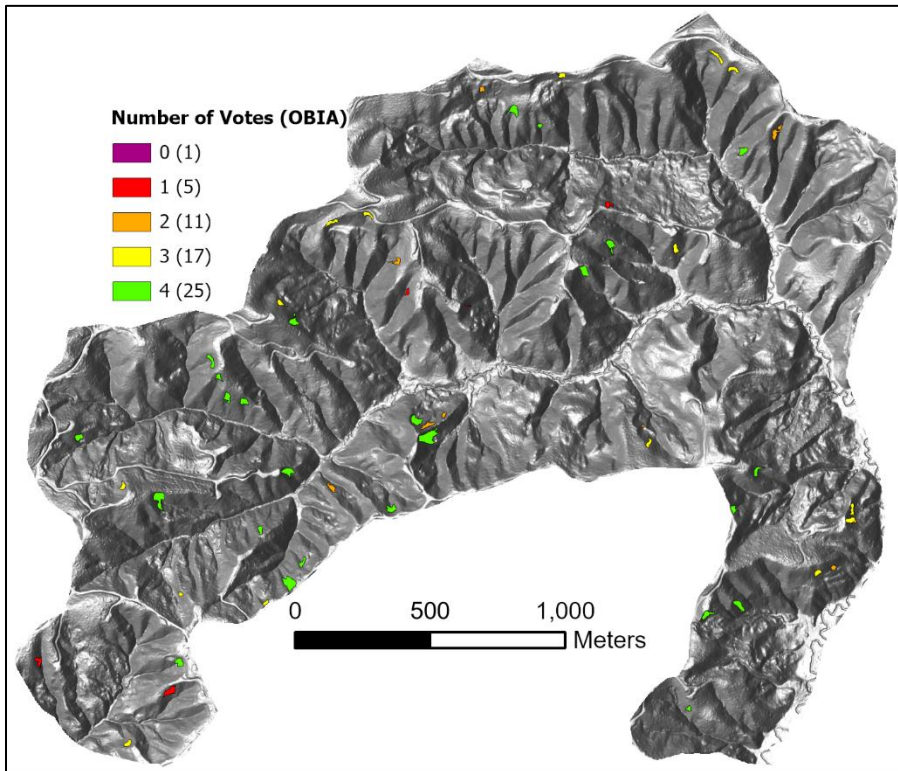 Number of Votes (OBIA)
0 (1)
1 (5)
2 (11)
3 (17)
4 (25)
0 500 1,000
Meters